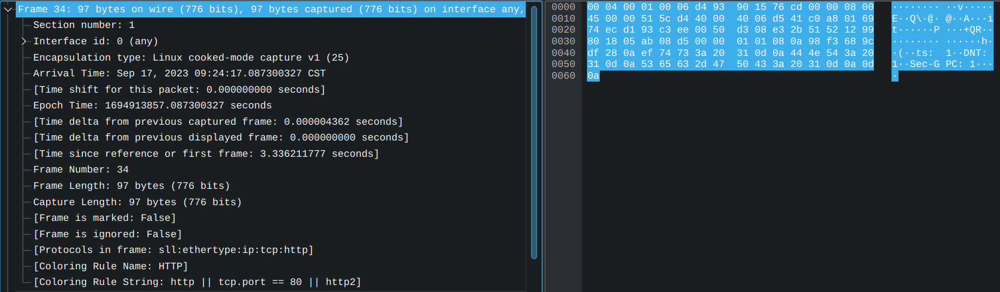 Frame 34: 97 bytes on wire (776 bits), 97 bytes captured (776 bits) on interface any,
Section number: 1
Interface id: 0 (any)
Encapsulation type: Linux cooked-mode capture v1 (25)
Arrival Time: Sep 17, 2023 09:24:17.087300327 CST
[Time shift for this packet: 0.000000000 seconds]
Epoch Time: 1694913857.087300327 seconds
[Time delta from previous captured frame: 0.000004362 seconds]
[Time delta from previous displayed frame: 0.000000000 seconds]
[Time since reference or first frame: 3.336211777 seconds]
Frame Number: 34
Frame Length: 97 bytes (776 bits)
Capture Length: 97 bytes (776 bits)
[Frame is marked: False]
[Frame is ignored: False]
[Protocols in frame: sll:ethertype:ip:tcp:http]
[Coloring Rule Name: HTTP]
[Coloring Rule String: http || tcp.port == 80 || http2]
0000 00 04 00 01 00 06 d4 93 90 15 76 cd 00 00 08 00 ········ ··v·····
0010 45 00 00 51 5c d4 40 00 40 06 d5 41 c0 a8 01 69 E··Q\·@· @··A···i
0020 74 ec d1 93 c3 ee 00 50 d3 08 e3 2b 51 52 12 99 t······P ···+QR··
0030 80 18 05 ab 08 d5 00 00 01 01 08 0a 98 f3 68 9c ········ ······h·
0040 df 28 0a ef 74 73 3a 20 31 0d 0a 44 4e 54 3a 20 ·(··ts: 1··DNT:
0050 31 0d 0a 53 65 63 2d 47 50 43 3a 20 31 0d 0a 0d 1··Sec-G PC: 1···
0060 0a ·